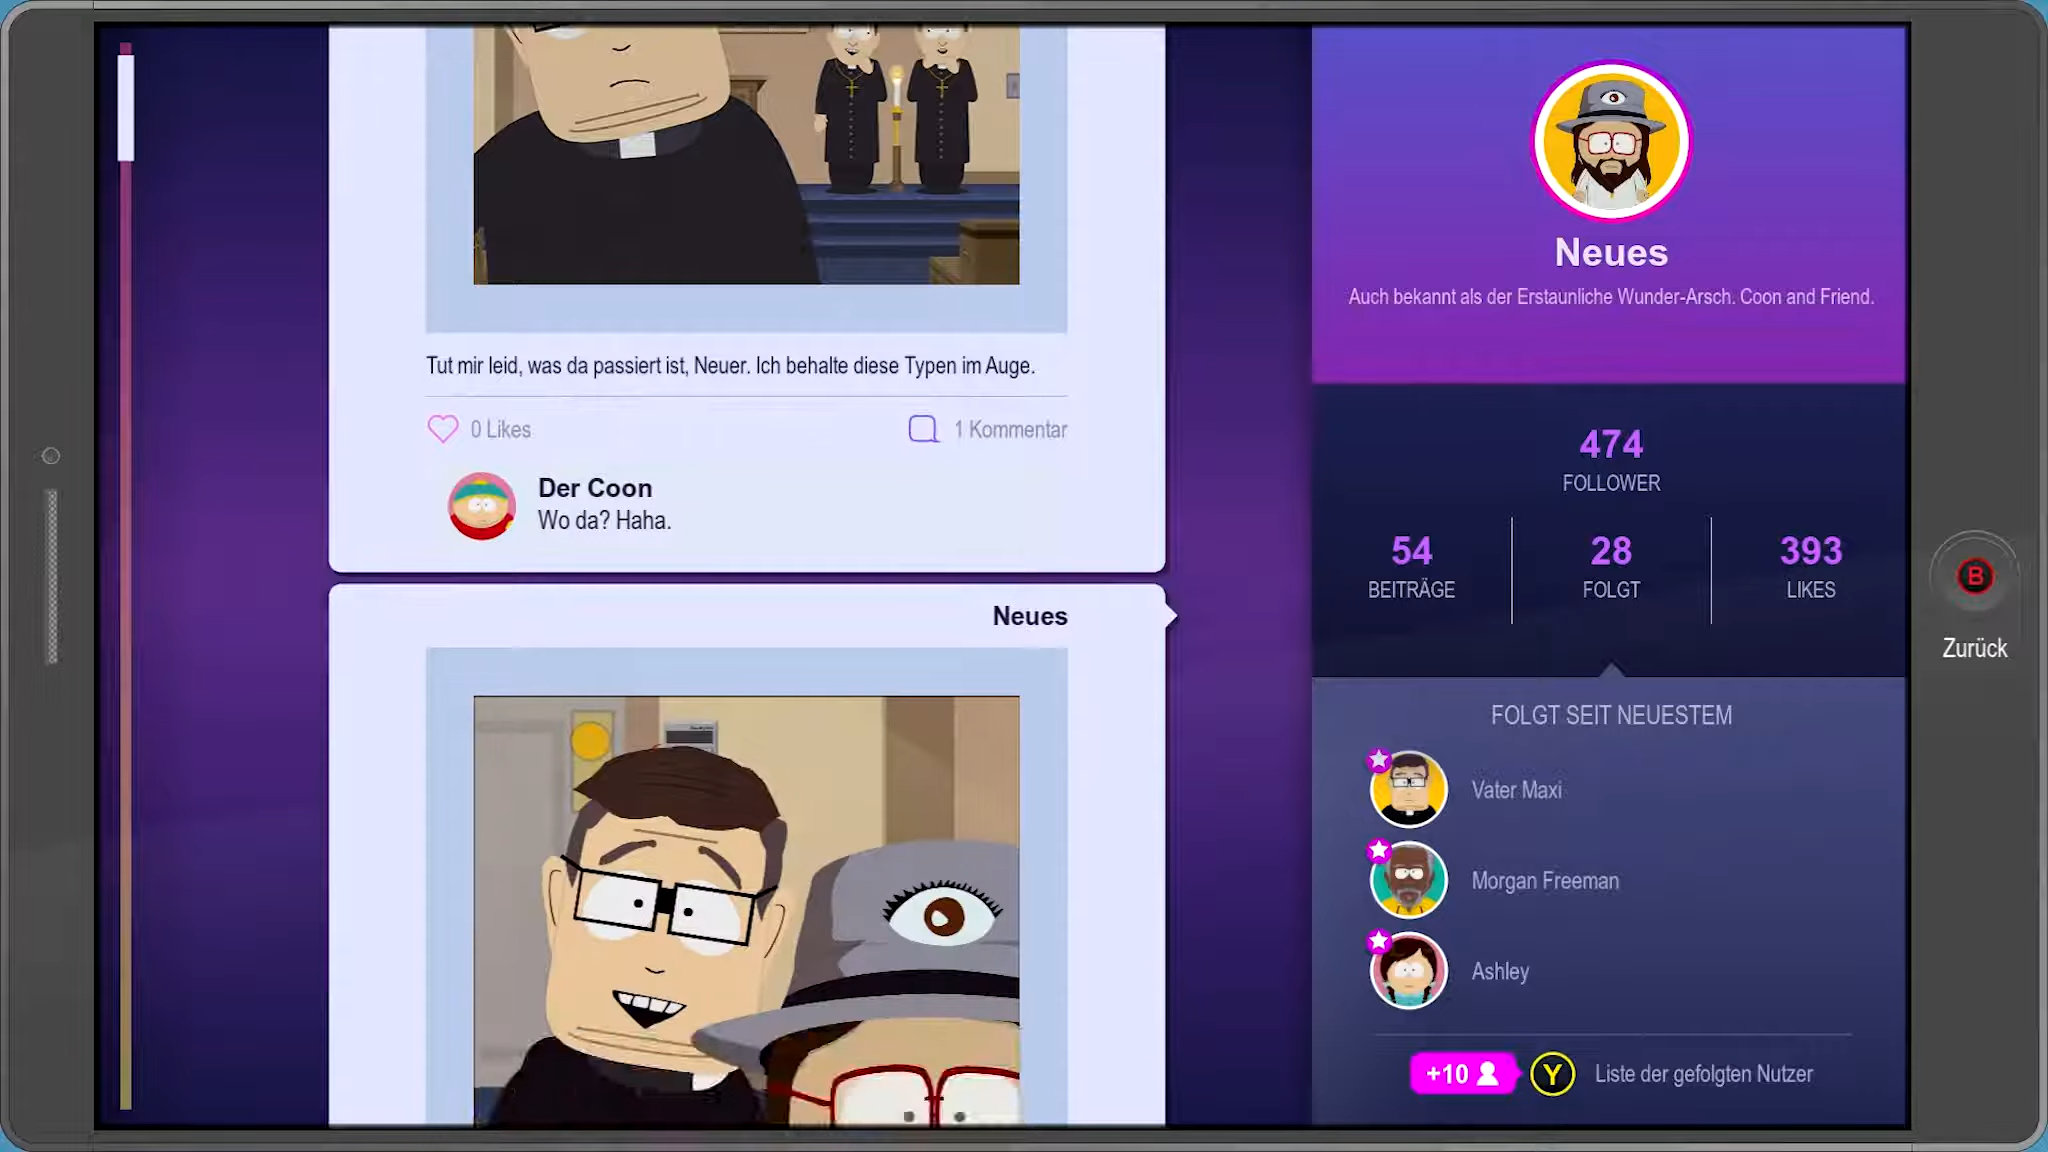 Tut mir leid, was da passiert ist, Neuer. Ich behalte diese Typen im Auge.
0 Likes
1 Kommentar
Der Coon
Wo da? Haha.
Neues
Neues
Auch bekannt als der Erstaunliche Wunder-Arsch. Coon and Friend.
474
FOLLOWER
54
BEITRÄGE
28
FOLGT
393
LIKES
FOLGT SEIT NEUESTEM
Vater Maxi
Morgan Freeman
Ashley
+10
Y
Liste der gefolgten Nutzer
B
Zurück